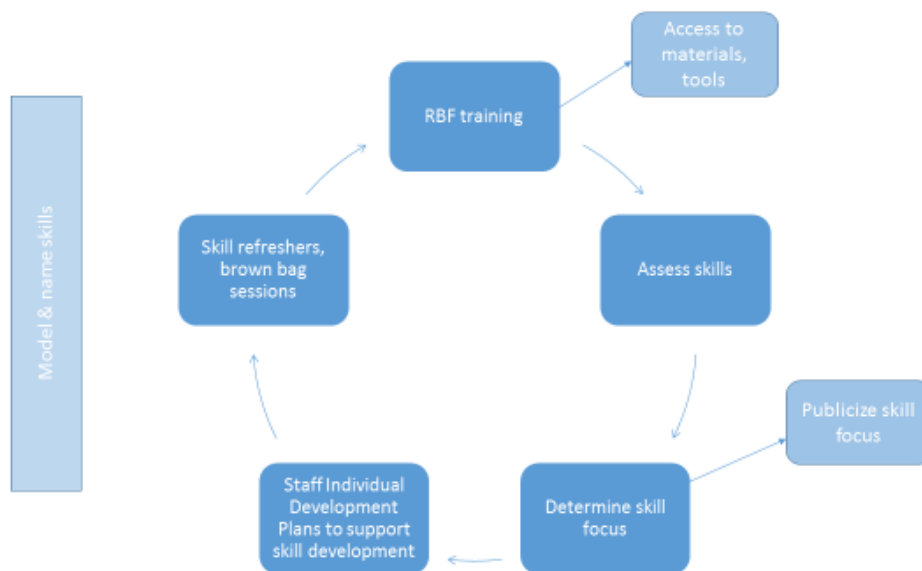 Access to
materials,
tools
RBF training
Model & name skills
Skill refreshers,
brown bag
sessions
Assess skills
Publicize skill
focus
Staff Individual
Development
Plans to support
skill development
Determine skill
focus